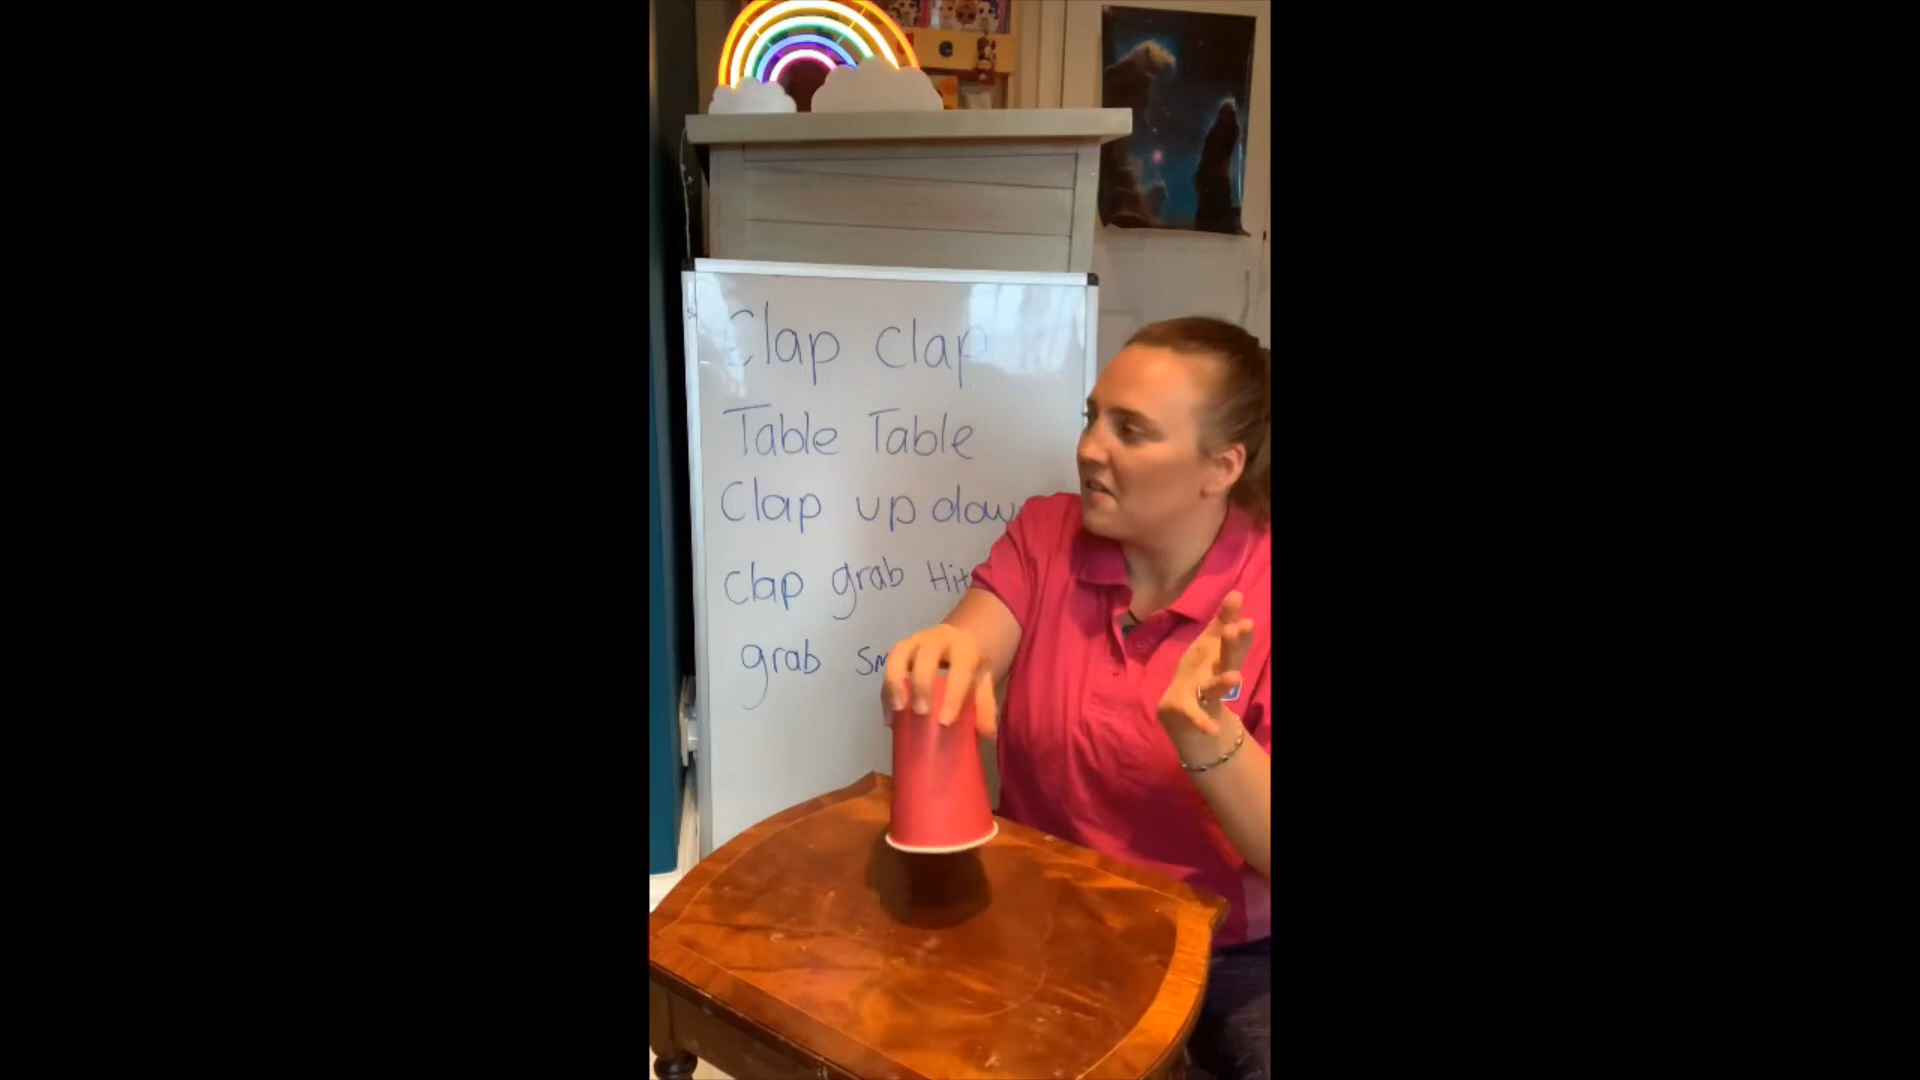 Clap clap
Table Table
Clap up
clap grab
grab